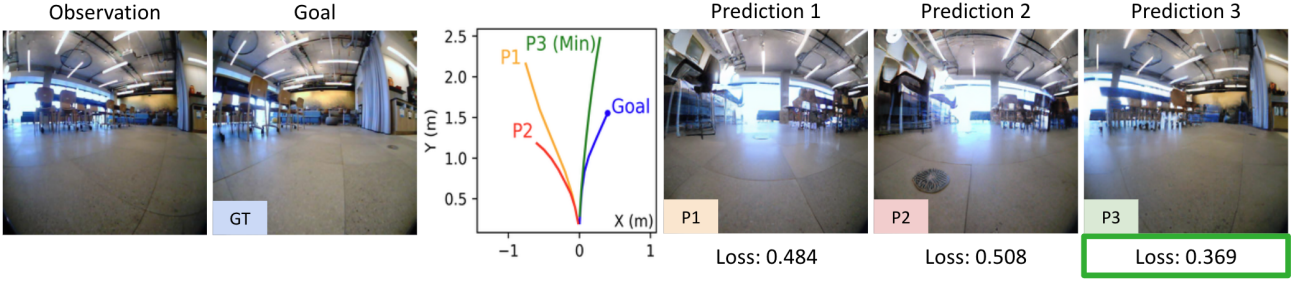 Observation
Goal
GT
2.5
2.0
1.5
1.0
0.5
Y (m)
P3 (Min)
P1
Goal
P2
X (m)
−1
0
1
Prediction 1
P1
Loss: 0.484
Prediction 2
P2
Loss: 0.508
Prediction 3
P3
Loss: 0.369